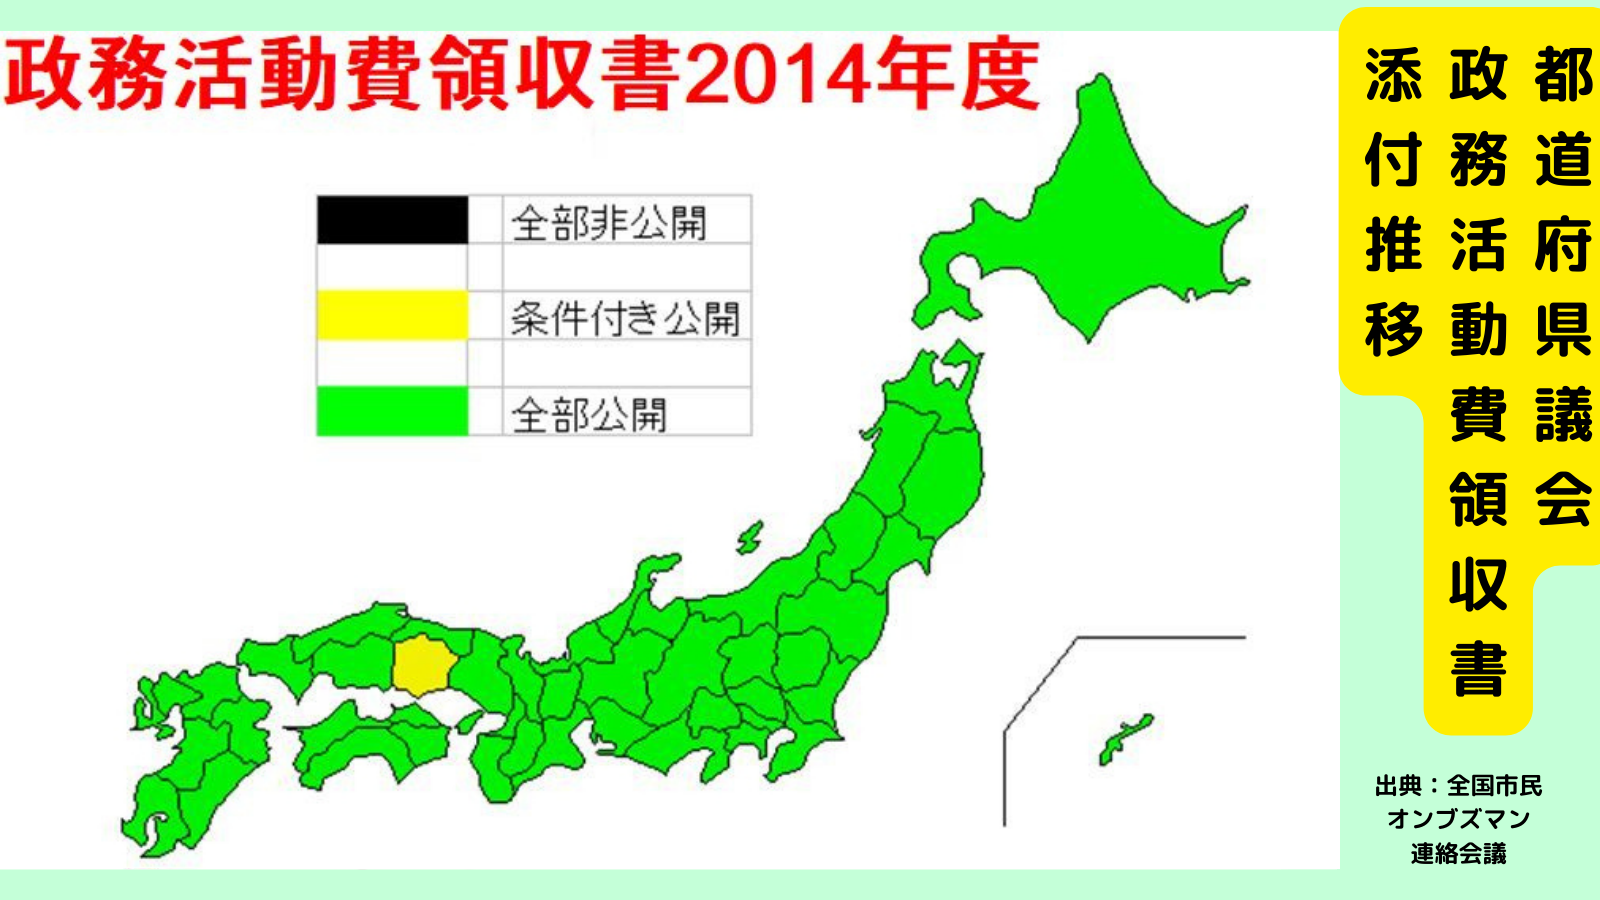 政務活動費領収書2014年度
全部非公開
条件付き公開
全部公開
都道府県議会
政務活動費領収書
添付推移
出典：全国市民
オンブズマン
連絡会議